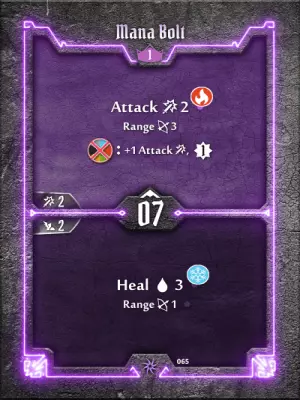 Mana Bolt
1
Attack 2
Range 3
: +1 Attack , 1
2
07
2
Heal 3
Range 1
065